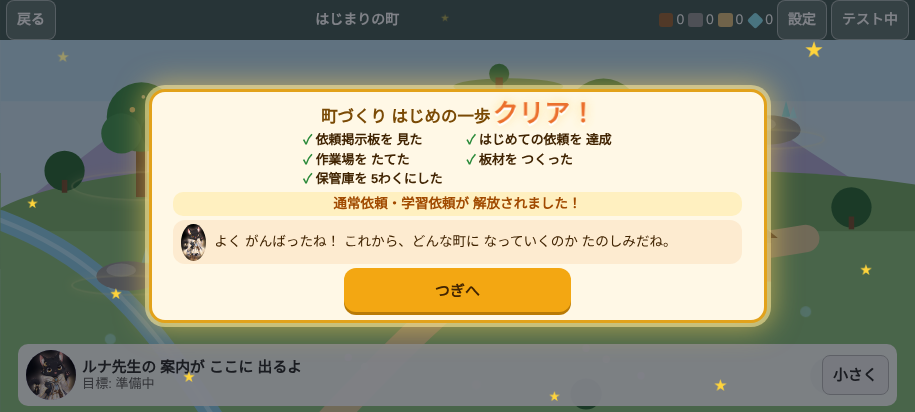 戻る
はじまりの町
0 0 0 0
設定
テスト中
町づくり はじめの一歩 クリア！
✓依頼掲示板を 見た
✓はじめての依頼を 達成
✓作業場を たてた
✓板材を つくった
✓保管庫を 5わくにした
通常依頼・学習依頼が 解放されました！
よく がんばったね！ これから、どんな町に なっていくのか たのしみだね。
つぎへ
ルナ先生の 案内が ここに 出るよ
目標: 準備中
小さく